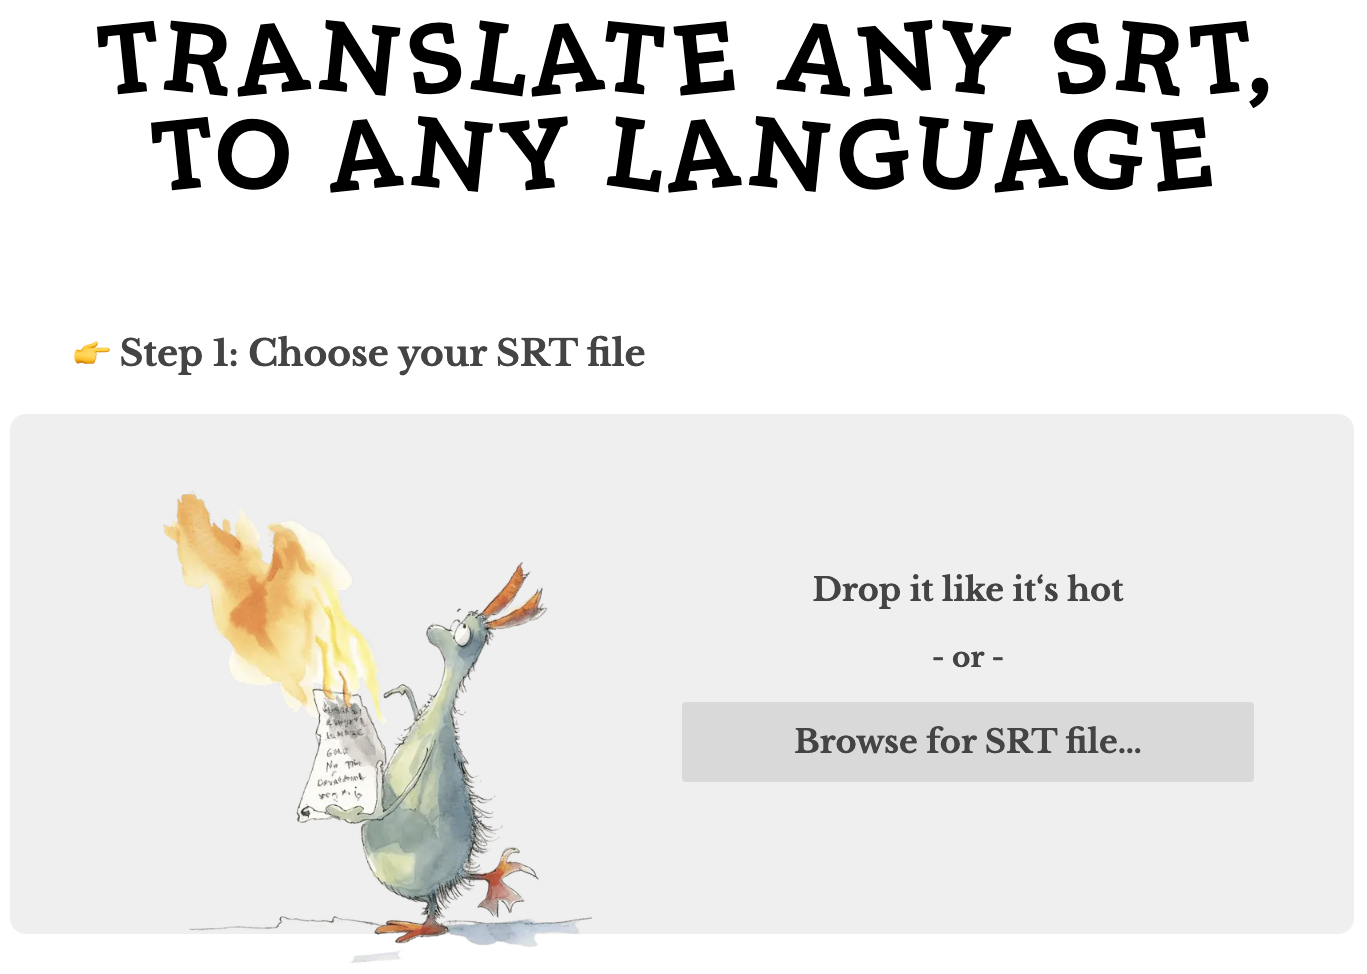 TRANSLATE ANY SRT,
TO ANY LANGUAGE
👉 Step 1: Choose your SRT file
Drop it like it‘s hot
- or -
Browse for SRT file...